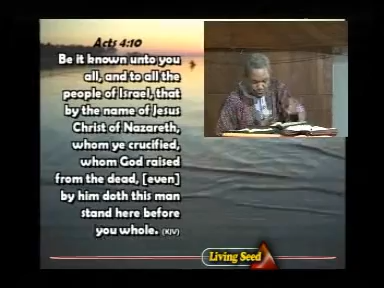 Acts 4:10
Be it known unto you
all, and to all the
people of Israel, that
by the name of Jesus
Christ of Nazareth,
whom ye crucified,
whom God raised
from the dead, [even]
by him doth this man
stand here before
you whole. (KJV)
Living Seed